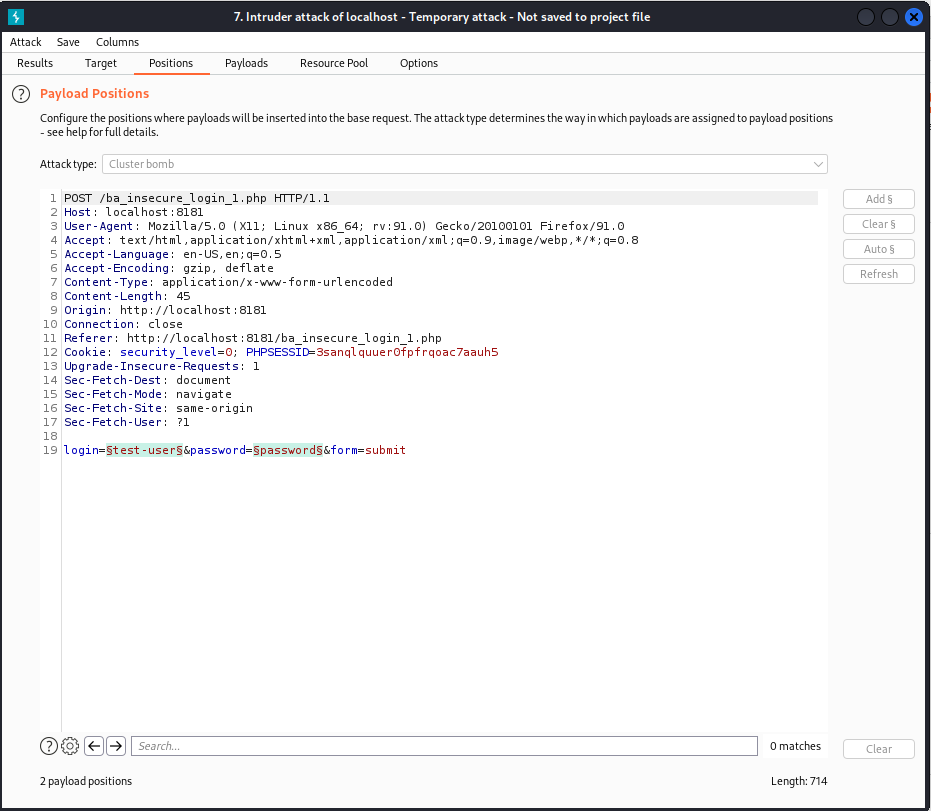 7. Intruder attack of localhost - Temporary attack - Not saved to project file
Attack Save Columns
Results Target Positions Payloads Resource Pool Options
? Payload Positions
Configure the positions where payloads will be inserted into the base request. The attack type determines the way in which payloads are assigned to payload positions
- see help for full details.
Attack type: Cluster bomb
1 POST /ba_insecure_login_1.php HTTP/1.1
2 Host: localhost:8181
3 User-Agent: Mozilla/5.0 (X11; Linux x86_64; rv:91.0) Gecko/20100101 Firefox/91.0
4 Accept: text/html,application/xhtml+xml,application/xml;q=0.9,image/webp,*/*;q=0.8
5 Accept-Language: en-US,en;q=0.5
6 Accept-Encoding: gzip, deflate
7 Content-Type: application/x-www-form-urlencoded
8 Content-Length: 45
9 Origin: http://localhost:8181
10 Connection: close
11 Referer: http://localhost:8181/ba_insecure_login_1.php
12 Cookie: security_level=0; PHPSESSID=3sanqlquuer0fpfrqoac7aauh5
13 Upgrade-Insecure-Requests: 1
14 Sec-Fetch-Dest: document
15 Sec-Fetch-Mode: navigate
16 Sec-Fetch-Site: same-origin
17 Sec-Fetch-User: ?1
18
19 login=§test-user§&password=§password§&form=submit
Add §
Clear §
Auto §
Refresh
? Search... 0 matches Clear
2 payload positions Length: 714